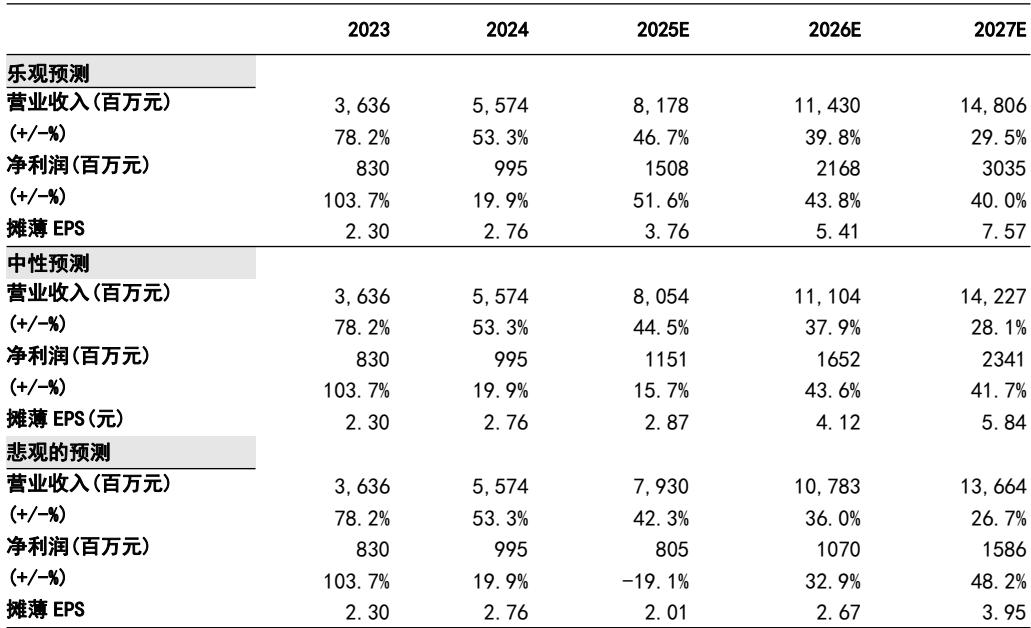 2023 2024 2025E 2026E 2027E
乐观预测
营业收入(百万元) 3,636 5,574 8,178 11,430 14,806
(+/-%) 78.2% 53.3% 46.7% 39.8% 29.5%
净利润(百万元) 830 995 1508 2168 3035
(+/-%) 103.7% 19.9% 51.6% 43.8% 40.0%
摊薄EPS 2.30 2.76 3.76 5.41 7.57
中性预测
营业收入(百万元) 3,636 5,574 8,054 11,104 14,227
(+/-%) 78.2% 53.3% 44.5% 37.9% 28.1%
净利润(百万元) 830 995 1151 1652 2341
(+/-%) 103.7% 19.9% 15.7% 43.6% 41.7%
摊薄EPS(元) 2.30 2.76 2.87 4.12 5.84
悲观的预测
营业收入(百万元) 3,636 5,574 7,930 10,783 13,664
(+/-%) 78.2% 53.3% 42.3% 36.0% 26.7%
净利润(百万元) 830 995 805 1070 1586
(+/-%) 103.7% 19.9% -19.1% 32.9% 48.2%
摊薄EPS 2.30 2.76 2.01 2.67 3.95